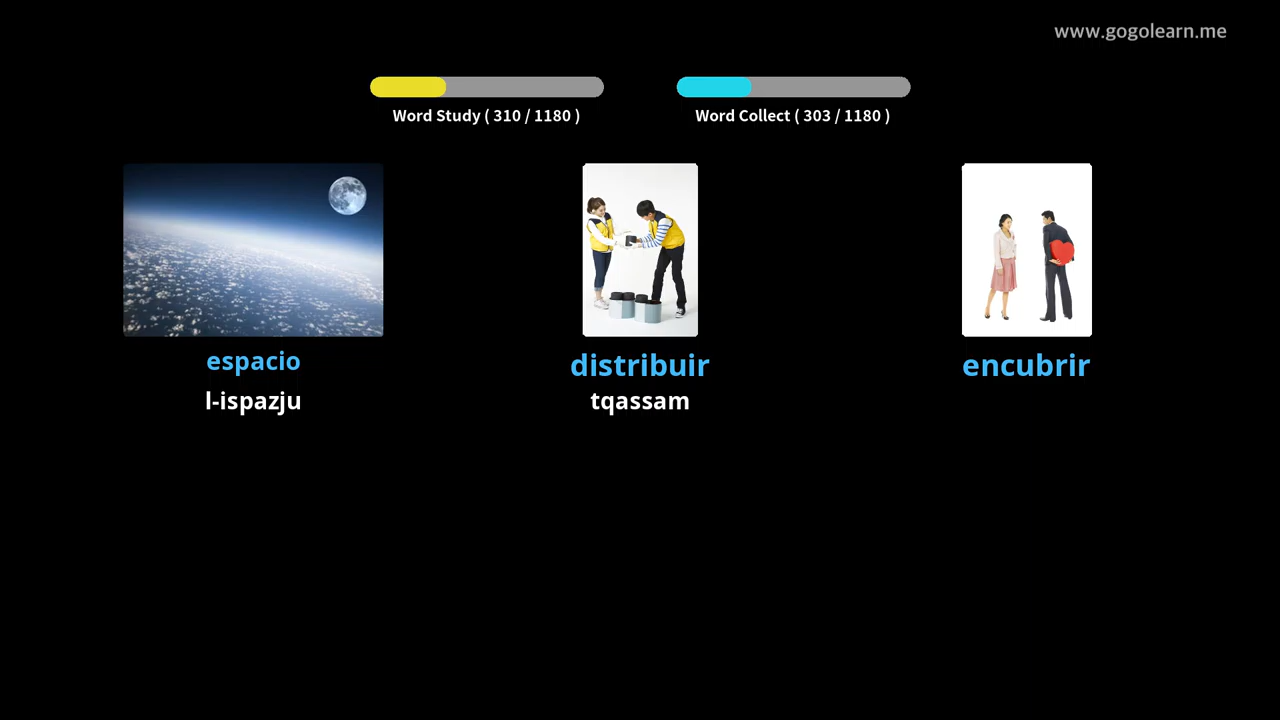 www.gogolearn.me
Word Study ( 310 / 1180 )
Word Collect ( 303 / 1180 )
espacio
l-ispazju
distribuir
tqassam
encubrir